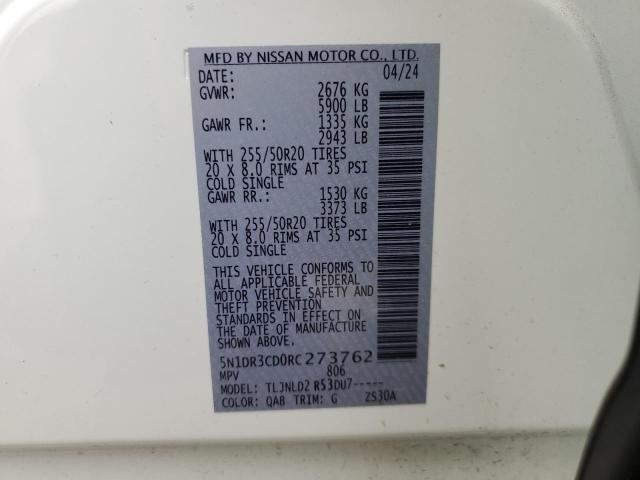 MFD BY NISSAN MOTOR CO., LTD.
DATE: 04/24
GVWR: 2676 KG
5900 LB
GAWR FR.: 1335 KG
2943 LB
WITH 255/50R20 TIRES
20 X 8.0 RIMS AT 35 PSI
COLD SINGLE
GAWR RR.: 1530 KG
3373 LB
WITH 255/50R20 TIRES
20 X 8.0 RIMS AT 35 PSI
COLD SINGLE
THIS VEHICLE CONFORMS TO
ALL APPLICABLE FEDERAL
MOTOR VEHICLE SAFETY AND
THEFT PREVENTION
STANDARDS IN EFFECT ON
THE DATE OF MANUFACTURE
SHOWN ABOVE.
5N1DR3CD0RC273762
MPV 806
MODEL: TLJNLD2 R53DU7-----
COLOR: QAB TRIM: G ZS30A